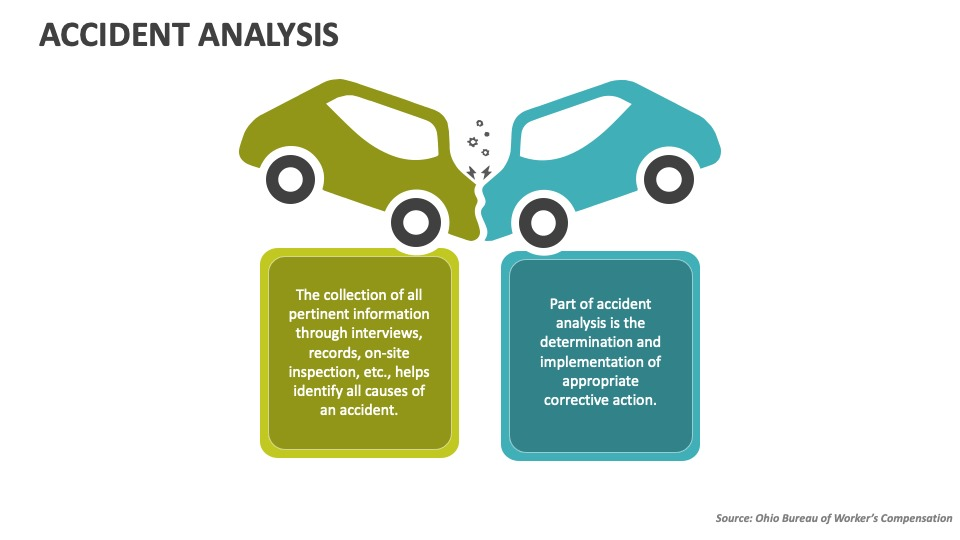 ACCIDENT ANALYSIS
The collection of all
pertinent information
through interviews,
records, on-site
inspection, etc., helps
identify all causes of
an accident.
Part of accident
analysis is the
determination and
implementation of
appropriate
corrective action.
Source: Ohio Bureau of Worker’s Compensation